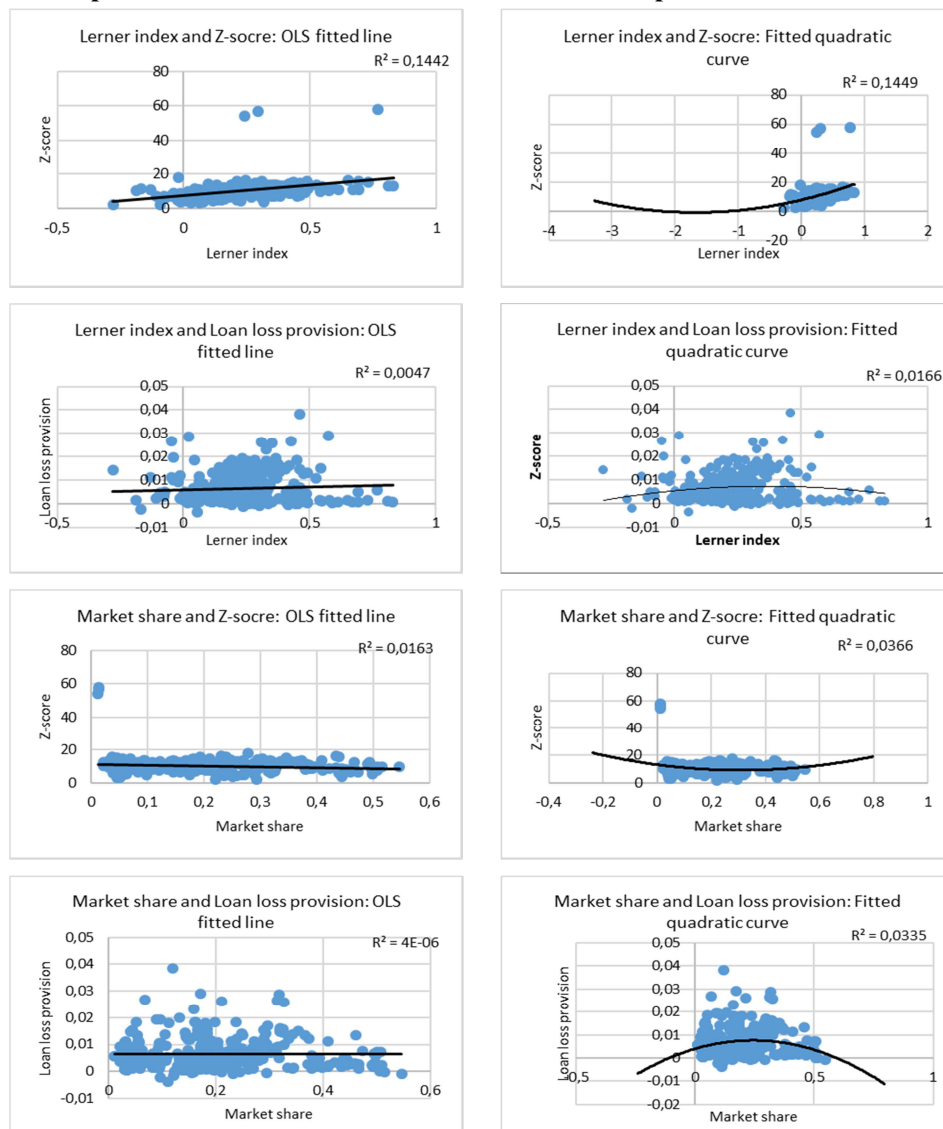 Lerner index and Z-socre: OLS fitted line
R² = 0,1442
80
60
40
20
0
-0,5 0 0,5 1
Z-score
Lerner index
Lerner index and Z-socre: Fitted quadratic
curve
R² = 0,1449
80
60
40
20
0
-20
-4 -3 -2 -1 0 1 2
Z-score
Lerner index
Lerner index and Loan loss provision: OLS
fitted line
R² = 0,0047
0,05
0,04
0,03
0,02
0,01
0
-0,01
-0,5 0 0,5 1
Loan loss provision
Lerner index
Lerner index and Loan loss provision: Fitted
quadratic curve
R² = 0,0166
0,05
0,04
0,03
0,02
0,01
0
-0,01
-0,5 0 0,5 1
Z-score
Lerner index
Market share and Z-socre: OLS fitted line
R² = 0,0163
80
60
40
20
0
0 0,1 0,2 0,3 0,4 0,5 0,6
Z-score
Market share
Market share and Z-socre: Fitted quadratic
curve
R² = 0,0366
80
60
40
20
0
-0,4 -0,2 0 0,2 0,4 0,6 0,8 1
Z-score
Market share
Market share and Loan loss provision: OLS
fitted line
R² = 4E-06
0,05
0,04
0,03
0,02
0,01
0
-0,01
0 0,2 0,4 0,6
Loan loss provision
Market share
Market share and Loan loss provision: Fitted
quadratic curve
R² = 0,0335
0,05
0,04
0,03
0,02
0,01
0
-0,01
-0,02
-0,5 0 0,5 1
Loan loss provision
Market share